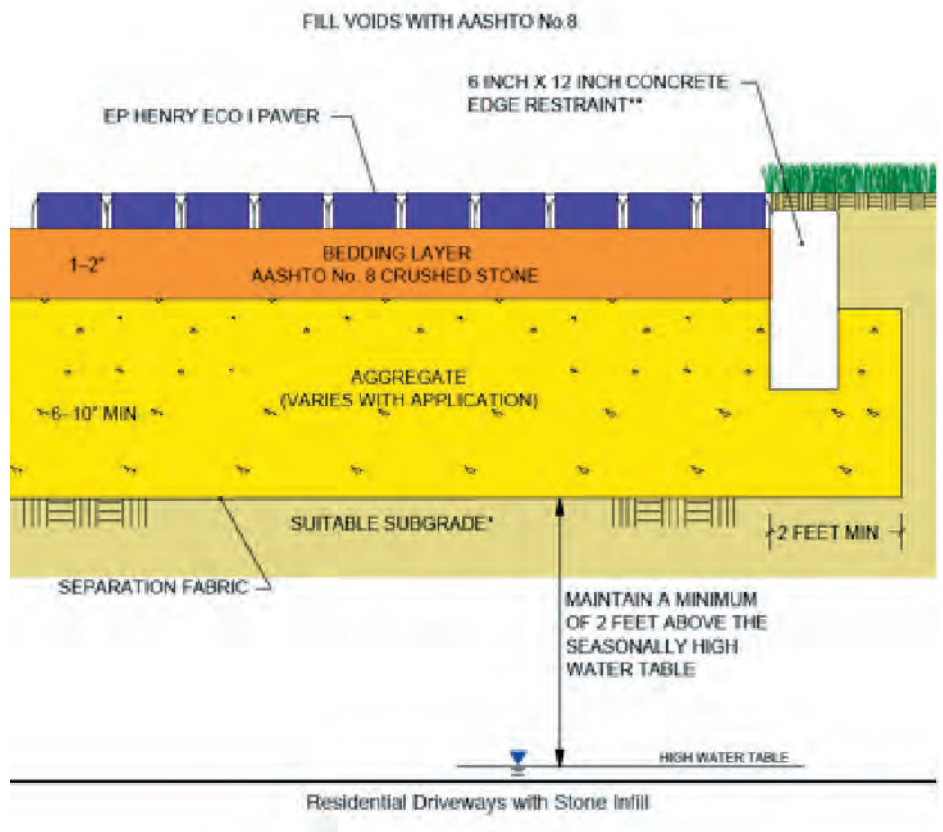 FILL VOIDS WITH AASHTO No.8
6 INCH X 12 INCH CONCRETE
EDGE RESTRAINT**
EP HENRY ECO I PAVER
1–2"
BEDDING LAYER
AASHTO No. 8 CRUSHED STONE
AGGREGATE
(VARIES WITH APPLICATION)
6–10" MIN
SUITABLE SUBGRADE*
2 FEET MIN
SEPARATION FABRIC
MAINTAIN A MINIMUM
OF 2 FEET ABOVE THE
SEASONALLY HIGH
WATER TABLE
HIGH WATER TABLE
Residential Driveways with Stone Infill